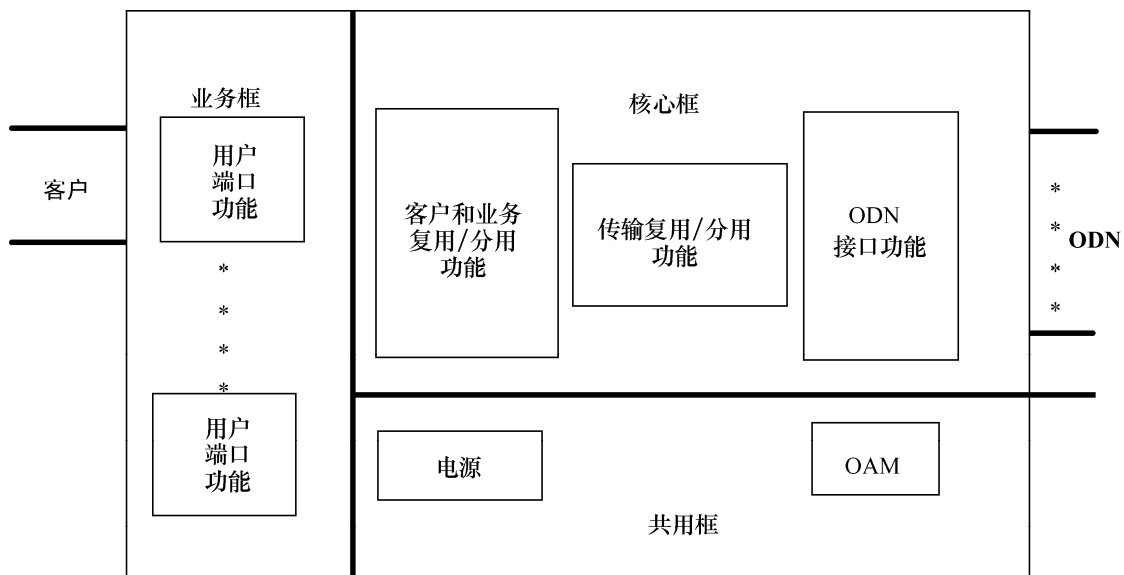 业务框
核心框
客户
用户
端口
功能
*
*
*
*
用户
端口
功能
客户和业务
复用/分用
功能
传输复用/分用
功能
ODN
接口功能
*
*
*
*
ODN
电源
OAM
共用框